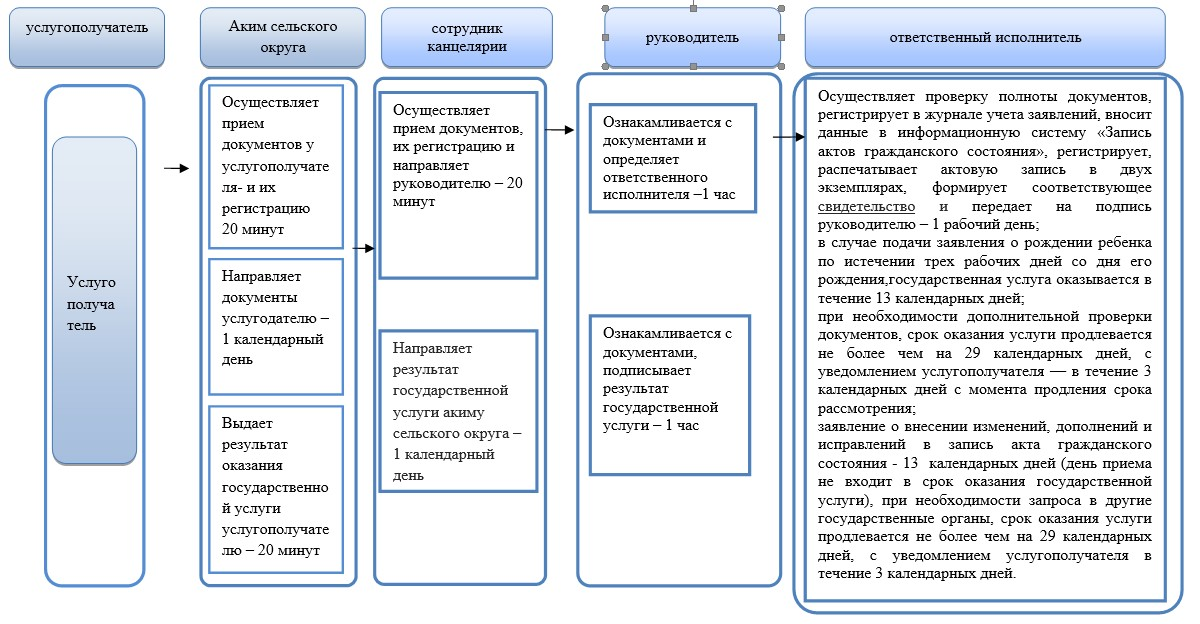 услугополучатель
Аким сельского
округа
сотрудник
канцелярии
руководитель
ответственный исполнитель
Услуго
получа
тель
Осуществляет
прием
документов у
услугополучате
ля- и их
регистрацию
20 минут
Направляет
документы
услугодателю –
1 календарный
день
Выдает
результат
оказания
государственно
й услуги
услугополучате
лю – 20 минут
Осуществляет
прием документов,
их регистрацию и
направляет
руководителю – 20
минут
Направляет
результат
государственной
услуги акиму
сельского округа –
1 календарный
день
Ознакамливается с
документами и
определяет
ответственного
исполнителя –1 час
Ознакамливается с
документами,
подписывает
результат
государственной
услуги – 1 час
Осуществляет проверку полноты документов,
регистрирует в журнале учета заявлений, вносит
данные в информационную систему «Запись
актов гражданского состояния», регистрирует,
распечатывает актовую запись в двух
экземплярах, формирует соответствующее
свидетельство и передает на подпись
руководителю – 1 рабочий день;
в случае подачи заявления о рождении ребенка
по истечении трех рабочих дней со дня его
рождения,государственная услуга оказывается в
течение 13 календарных дней;
при необходимости дополнительной проверки
документов, срок оказания услуги продлевается
не более чем на 29 календарных дней, с
уведомлением услугополучателя — в течение 3
календарных дней с момента продления срока
рассмотрения;
заявление о внесении изменений, дополнений и
исправлений в запись акта гражданского
состояния - 13 календарных дней (день приема
не входит в срок оказания государственной
услуги), при необходимости запроса в другие
государственные органы, срок оказания услуги
продлевается не более чем на 29 календарных
дней, с уведомлением услугополучателя в
течение 3 календарных дней.